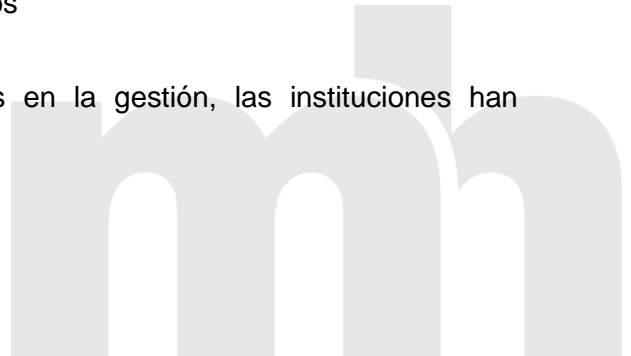 os
s en la gestión, las instituciones han
mh